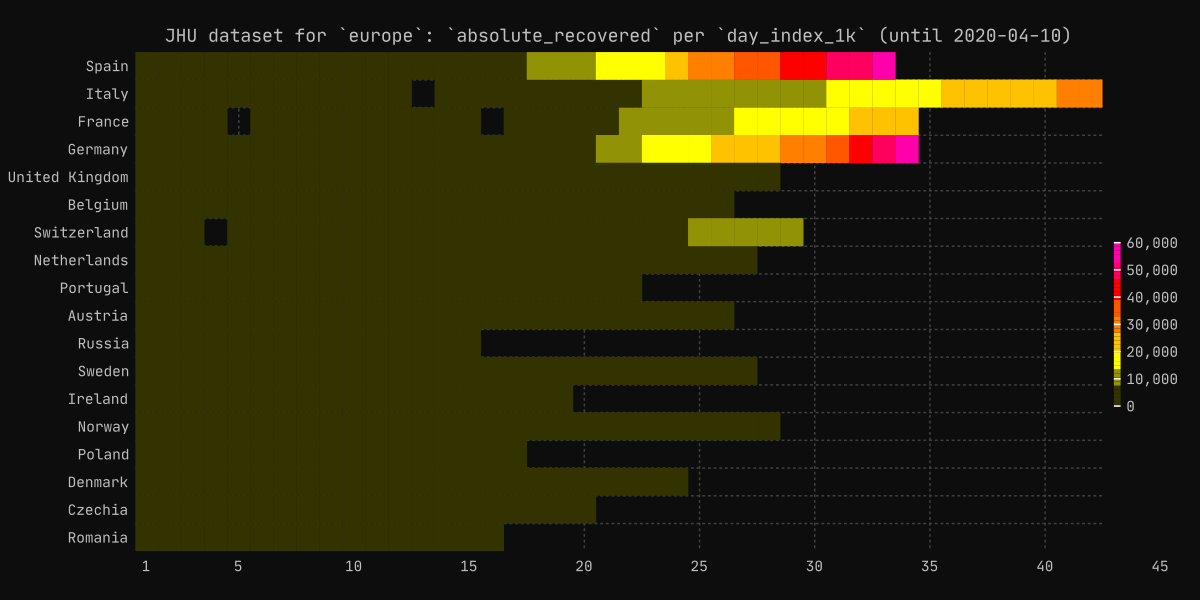 JHU dataset for `europe`: `absolute_recovered` per `day_index_1k` (until 2020-04-10)
Spain
Italy
France
Germany
United Kingdom
Belgium
Switzerland
Netherlands
Portugal
Austria
Russia
Sweden
Ireland
Norway
Poland
Denmark
Czechia
Romania
1 5 10 15 20 25 30 35 40 45
60,000
50,000
40,000
30,000
20,000
10,000
0